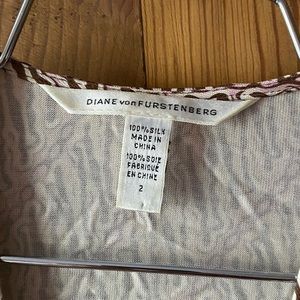 DIANE von FURSTENBERG
100% SILK
MADE IN
CHINA
100% SOIE
FABRIQUÉ
EN CHINE
2